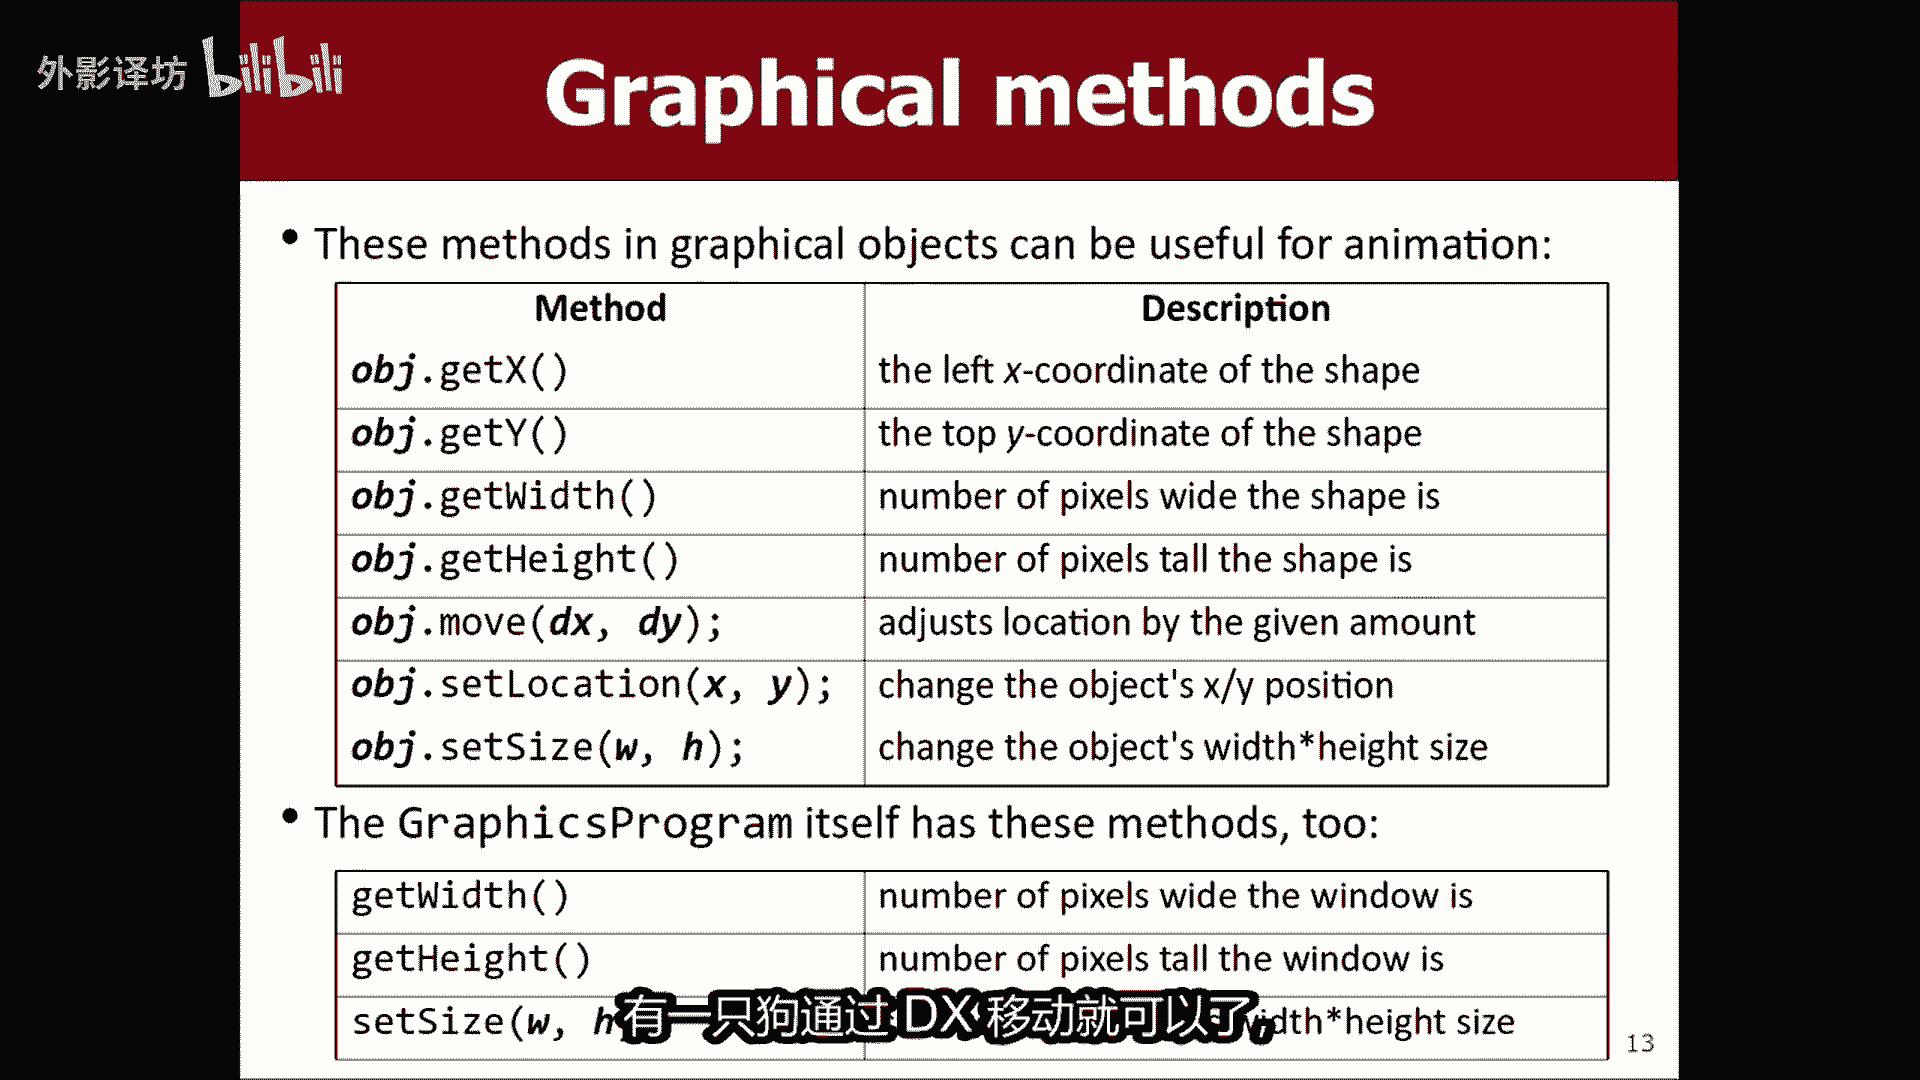 外影译坊 bilibili
Graphical methods
• These methods in graphical objects can be useful for animation:
Method Description
obj.getX() the left x-coordinate of the shape
obj.getY() the top y-coordinate of the shape
obj.getWidth() number of pixels wide the shape is
obj.getHeight() number of pixels tall the shape is
obj.move(dx, dy); adjusts location by the given amount
obj.setLocation(x, y); change the object's x/y position
obj.setSize(w, h); change the object's width*height size
• The GraphicsProgram itself has these methods, too:
getWidth() number of pixels wide the window is
getHeight() number of pixels tall the window is
setSize(w, h width*height size
有一只狗通过 DX 移动就可以了,
13